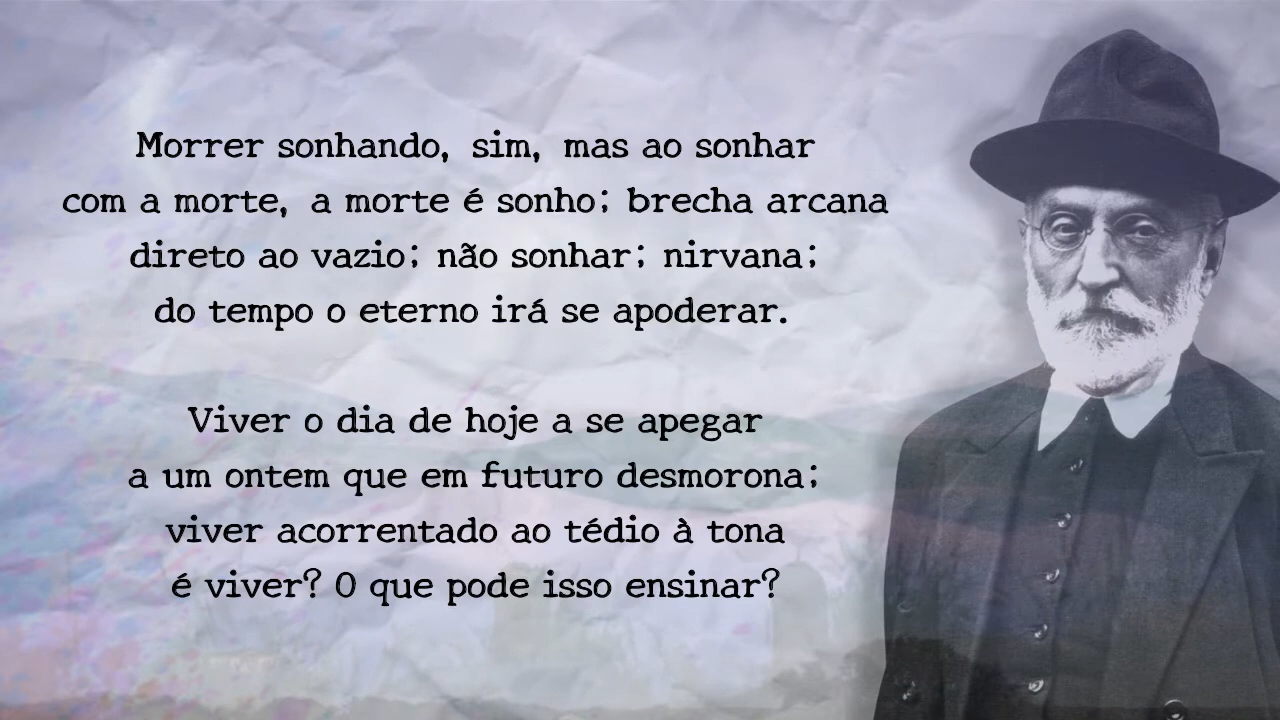 Morrer sonhando, sim, mas ao sonhar
com a morte, a morte é sonho; brecha arcana
direto ao vazio; não sonhar; nirvana;
do tempo o eterno irá se apoderar.
Viver o dia de hoje a se apegar
a um ontem que em futuro desmorona;
viver acorrentado ao tédio à tona
é viver? O que pode isso ensinar?